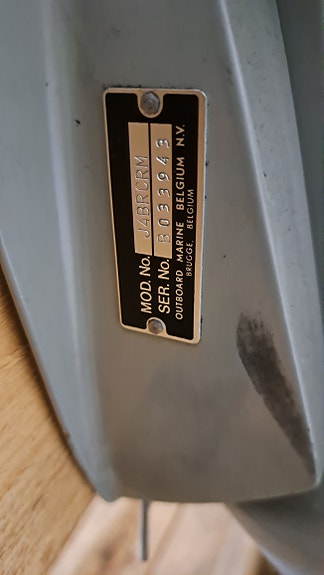 MOD. No. J4BRCRM
SER. No. B033943
OUTBOARD MARINE BELGIUM N.V.
BRUGGE, BELGIUM